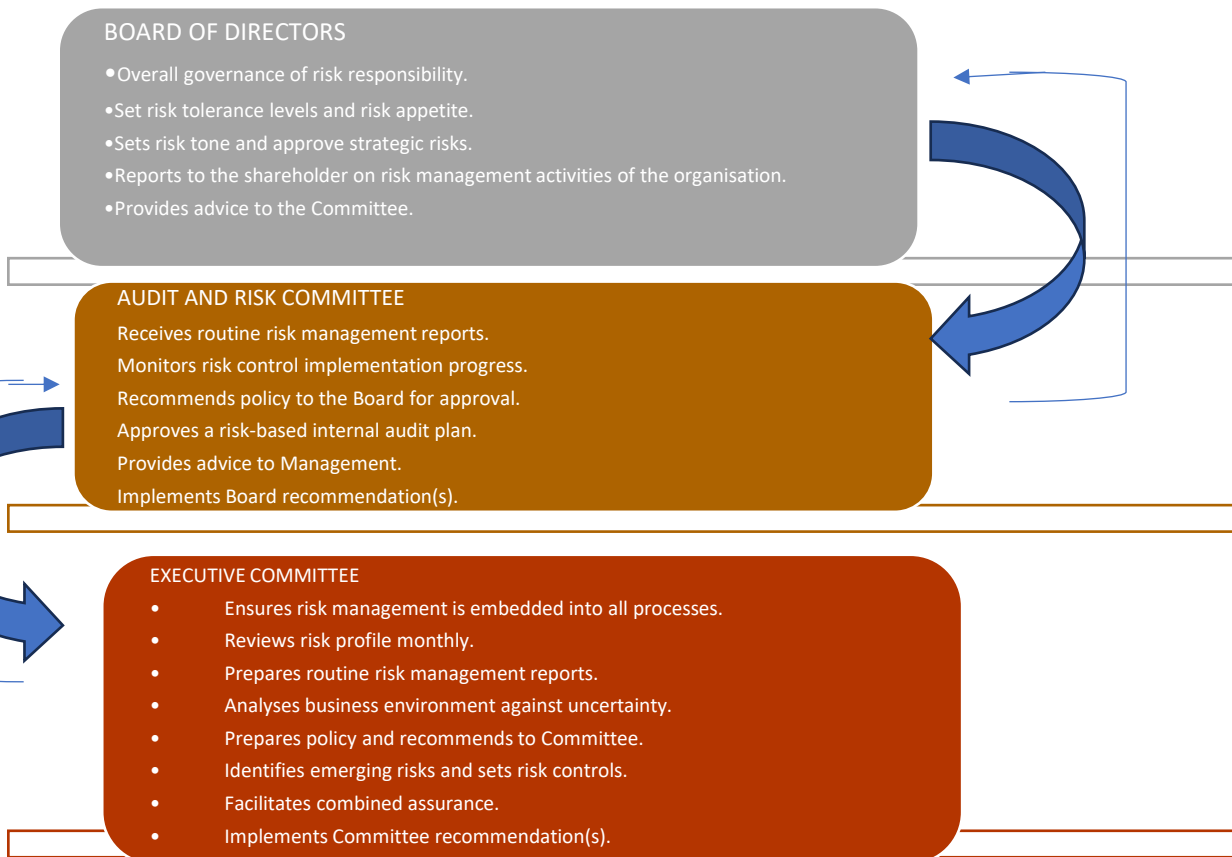 BOARD OF DIRECTORS
•Overall governance of risk responsibility.
•Set risk tolerance levels and risk appetite.
•Sets risk tone and approve strategic risks.
•Reports to the shareholder on risk management activities of the organisation.
•Provides advice to the Committee.
AUDIT AND RISK COMMITTEE
Receives routine risk management reports.
Monitors risk control implementation progress.
Recommends policy to the Board for approval.
Approves a risk-based internal audit plan.
Provides advice to Management.
Implements Board recommendation(s).
EXECUTIVE COMMITTEE
• Ensures risk management is embedded into all processes.
• Reviews risk profile monthly.
• Prepares routine risk management reports.
• Analyses business environment against uncertainty.
• Prepares policy and recommends to Committee.
• Identifies emerging risks and sets risk controls.
• Facilitates combined assurance.
• Implements Committee recommendation(s).